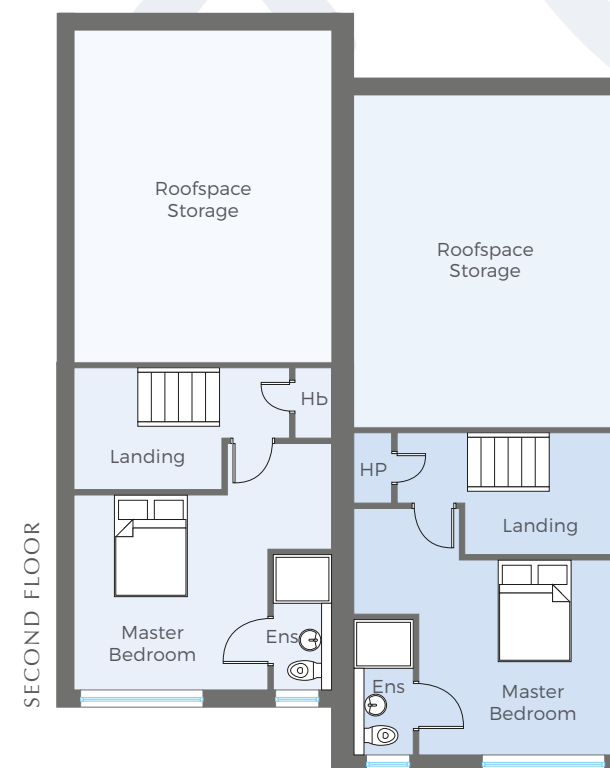 Roofspace
Storage
Hb
Landing
Master
Bedroom
Ens
Roofspace
Storage
HP
Landing
Ens
Master
Bedroom
SECOND FLOOR